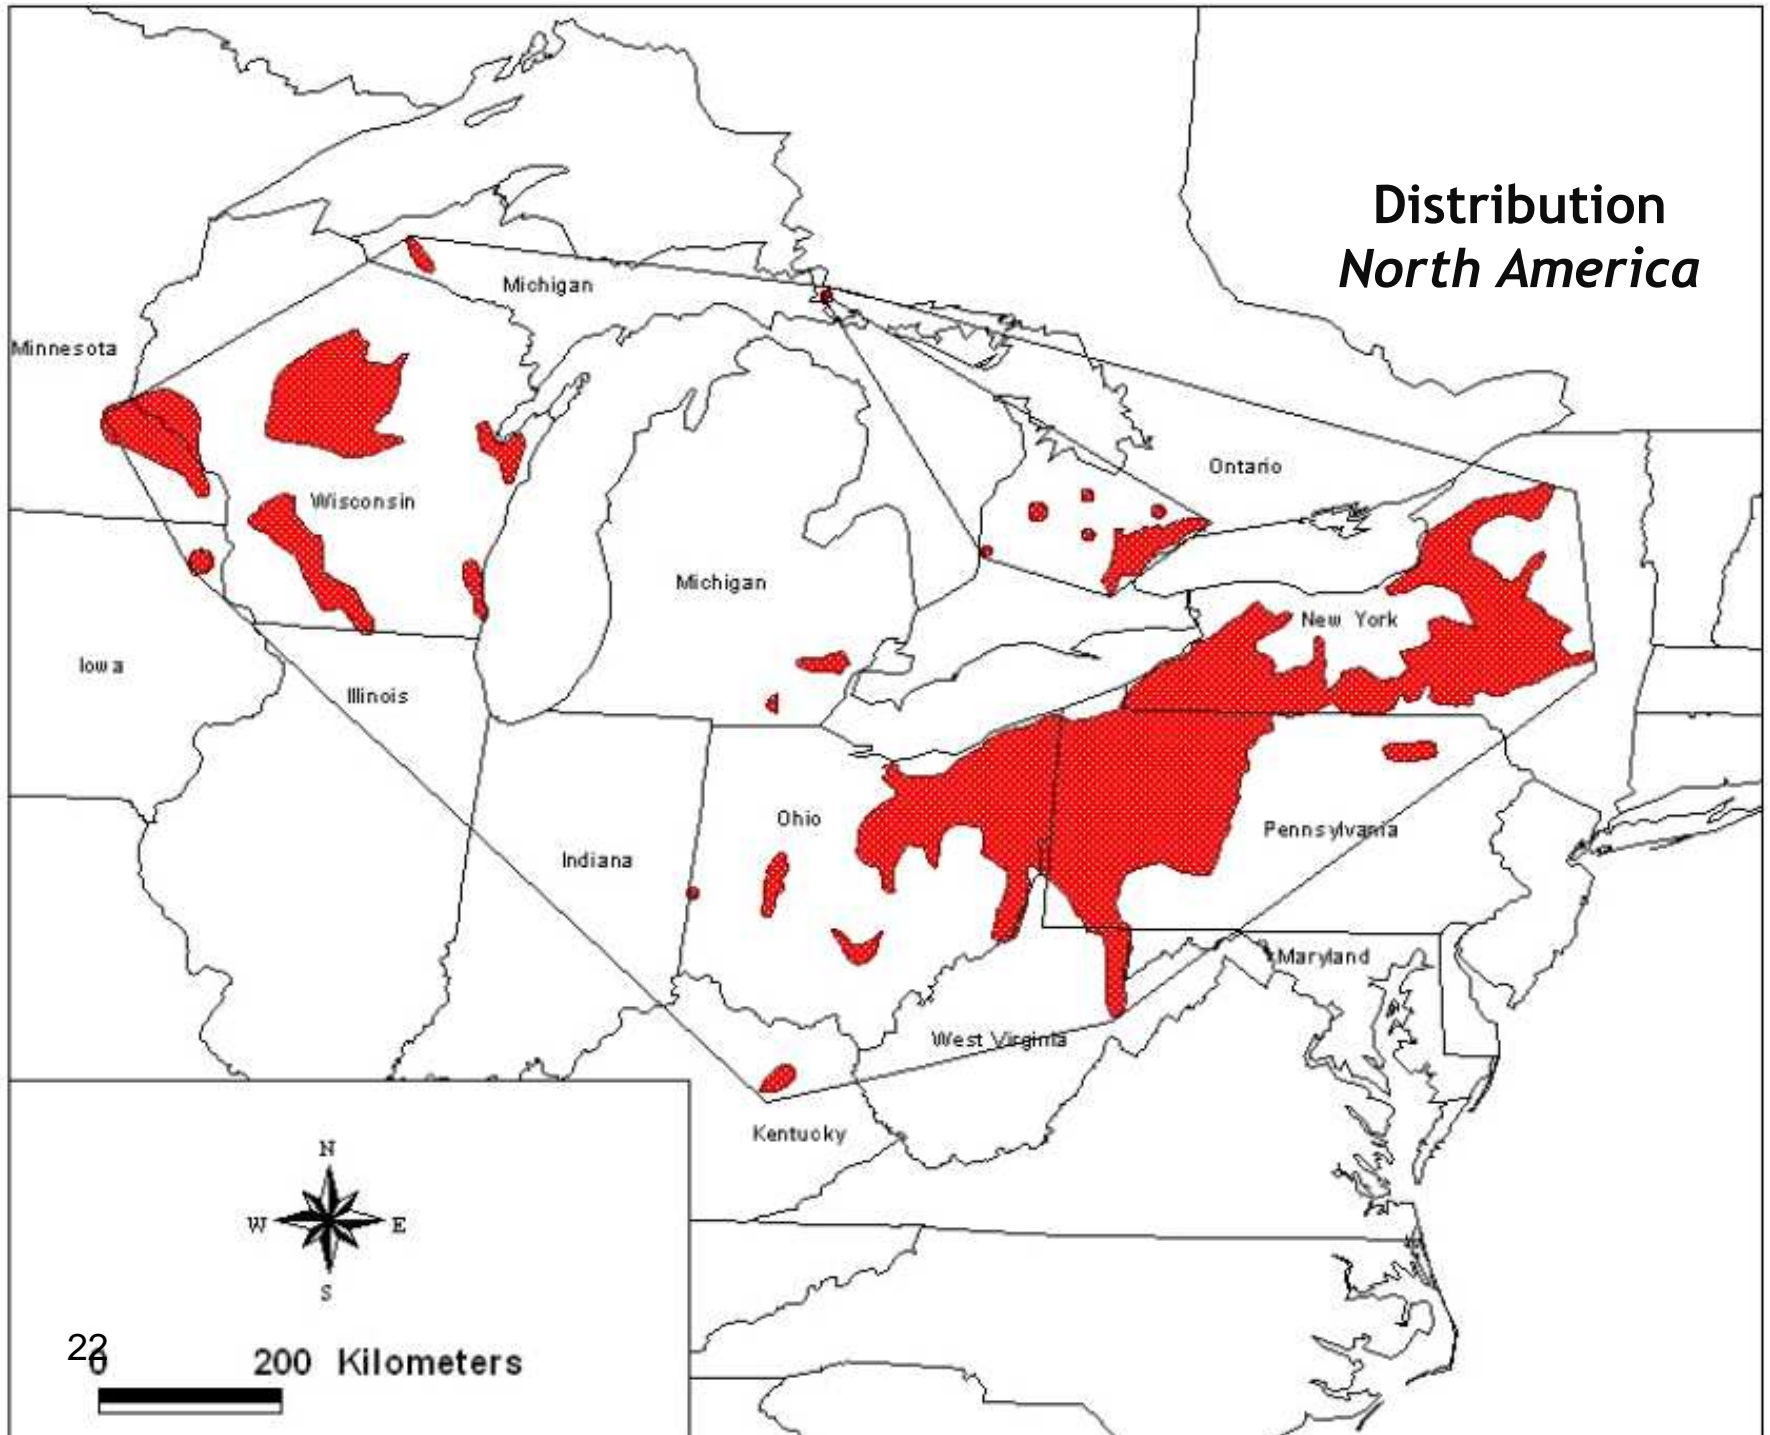 Distribution
North America
Michigan
Minnesota
Ontario
Wisconsin
Michigan
New York
Iowa
Illinois
Ohio
Pennsylvania
Indiana
Maryland
West Virginia
Kentucky
N
W E
S
22
0 200 Kilometers